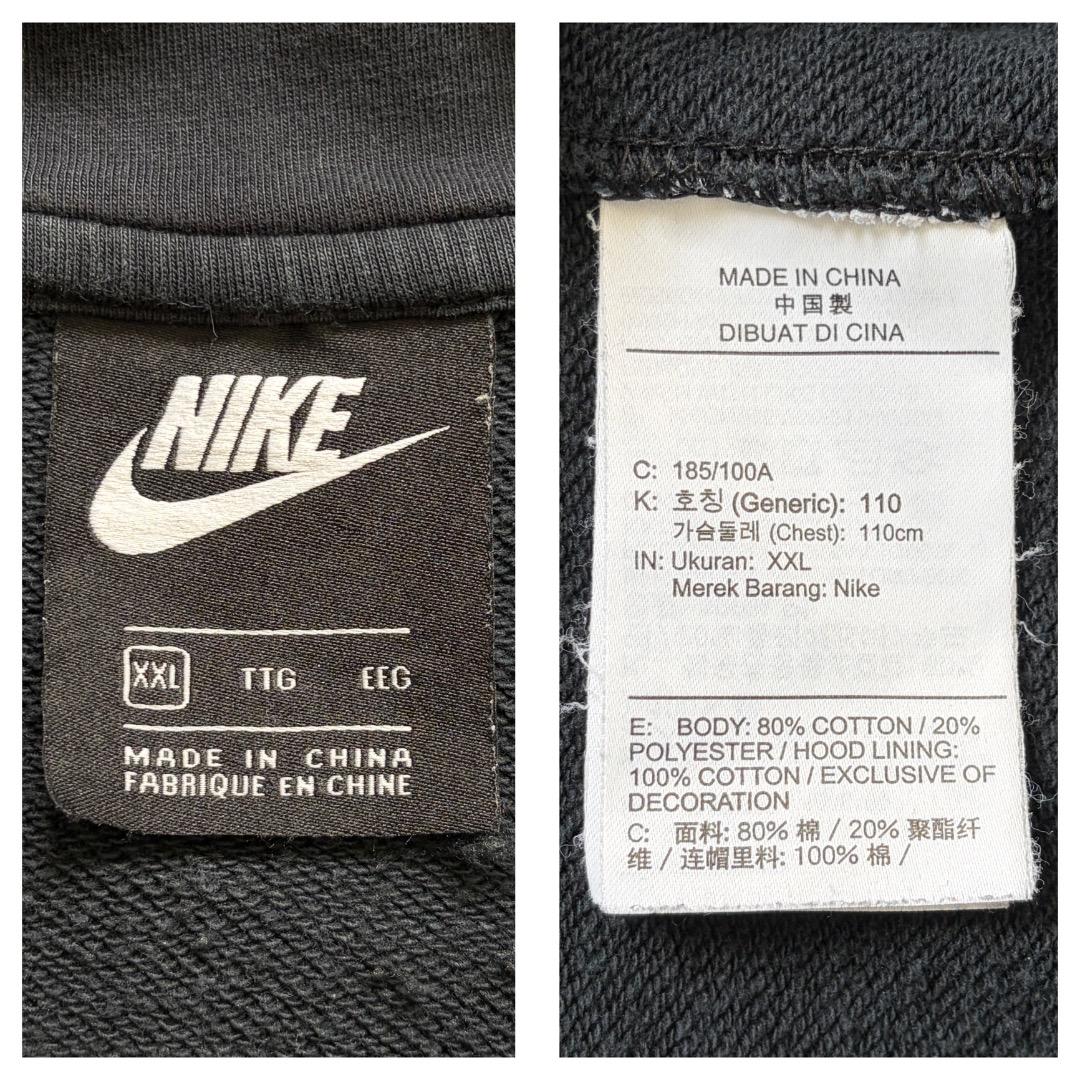 NIKE
XXL TTG EEG
MADE IN CHINA
FABRIQUE EN CHINE
MADE IN CHINA
中国製
DIBUAT DI CINA
C: 185/100A
K: 호칭 (Generic): 110
가슴둘레 (Chest): 110cm
IN: Ukuran: XXL
Merek Barang: Nike
E: BODY: 80% COTTON / 20%
POLYESTER / HOOD LINING:
100% COTTON / EXCLUSIVE OF
DECORATION
C: 面料: 80% 棉 / 20% 聚酯纤
维 / 连帽里料: 100% 棉 /